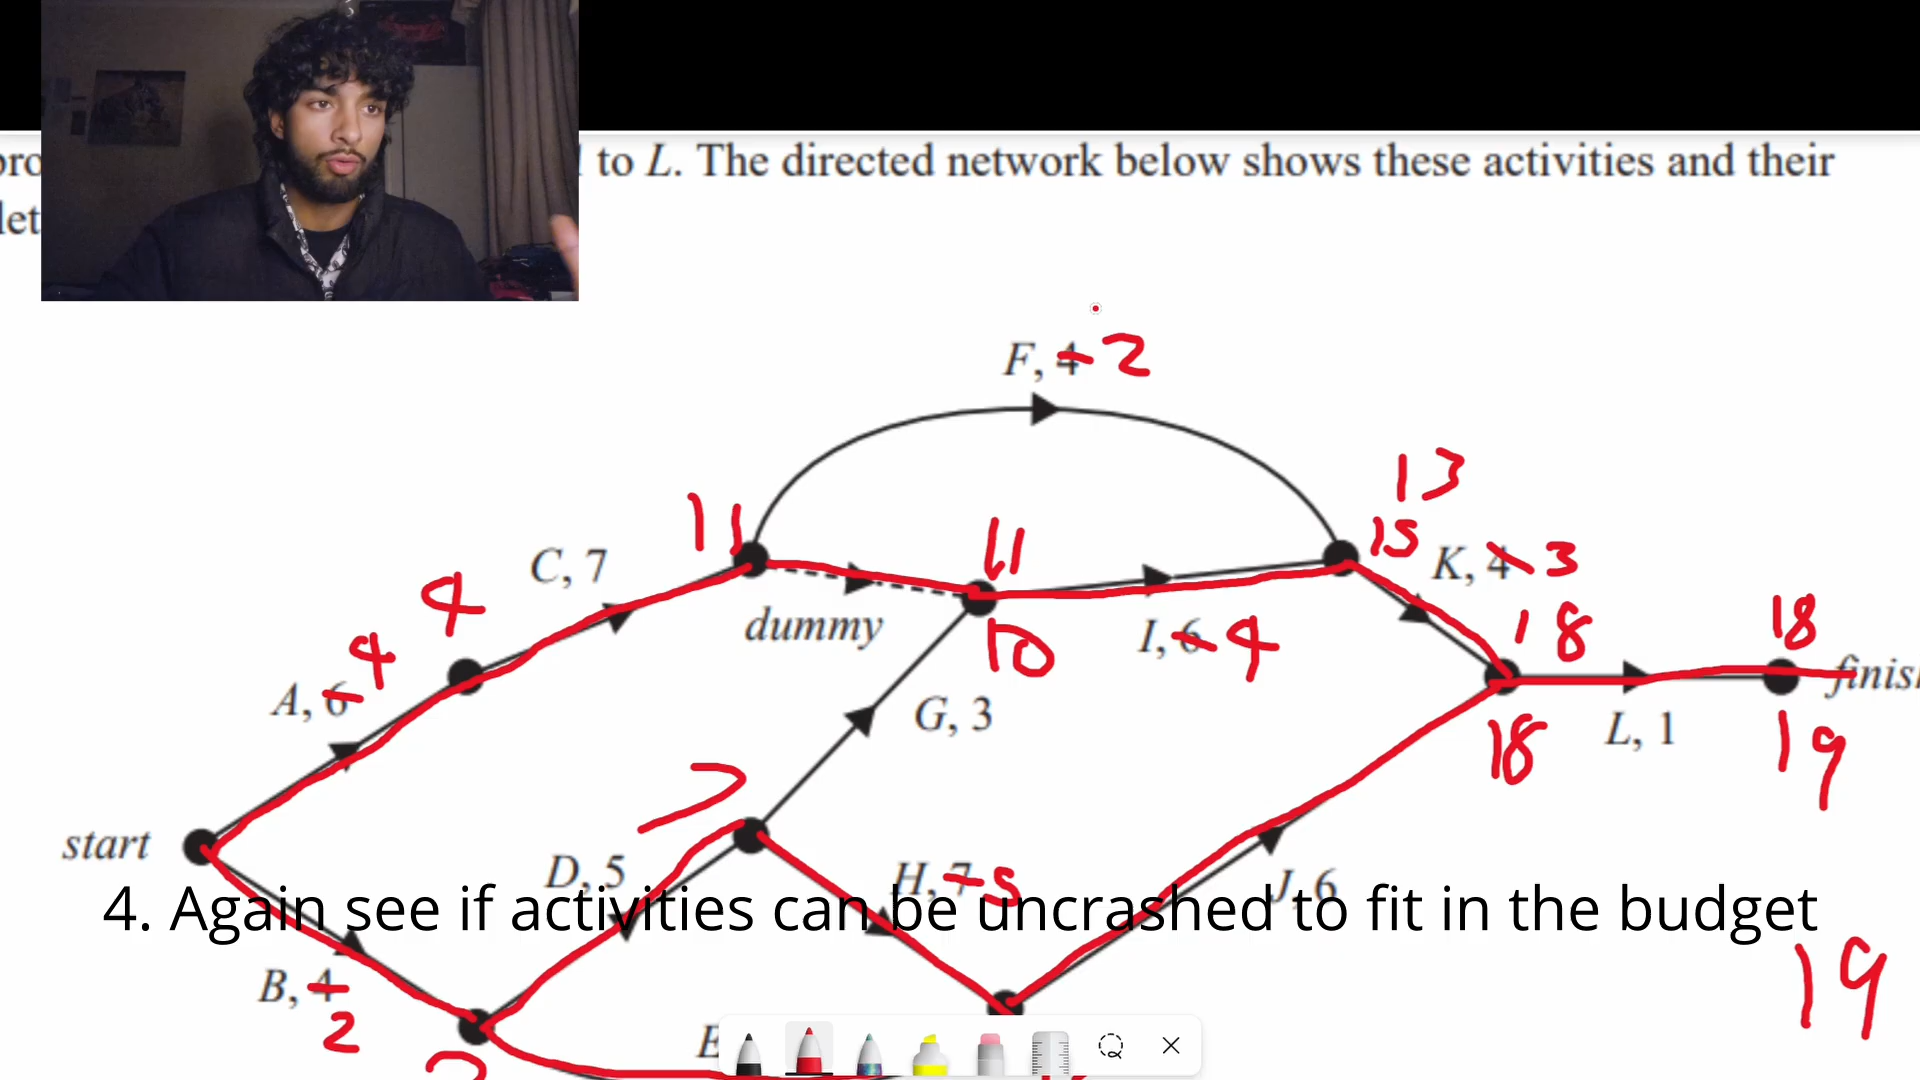 to L. The directed network below shows these activities and their
F, 4 2
13
15
K, 4 3
C, 7
11
11
4
dummy
10
I, 6 4
18
18
A, 6 4
finis
G, 3
L, 1
18
19
7
start
D, 5
H, 7 5
J, 6
4. Again see if activities can be uncrashed to fit in the budget
B, 4
2
E
19